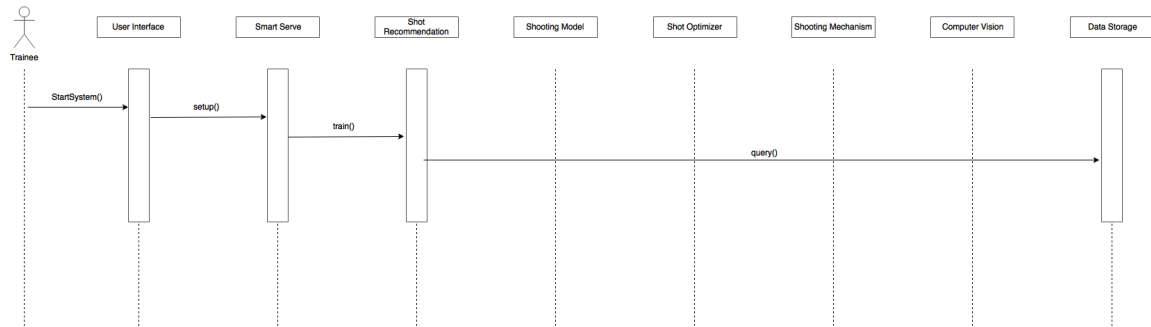 User Interface
Smart Serve
Shot
Recommendation
Shooting Model
Shot Optimizer
Shooting Mechanism
Computer Vision
Data Storage
Trainee
StartSystem()
setup()
train()
query()